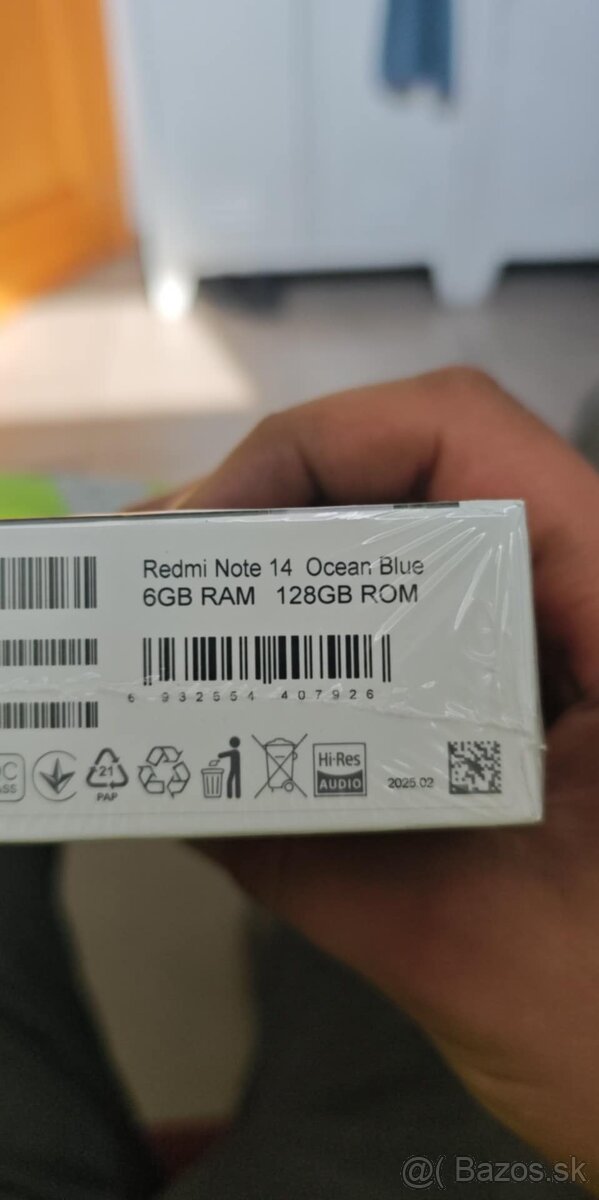 Redmi Note 14 Ocean Blue
6GB RAM 128GB ROM
6 932554 407926
21
PAP
Hi-Res
AUDIO
2025.02
@( Bazos.sk